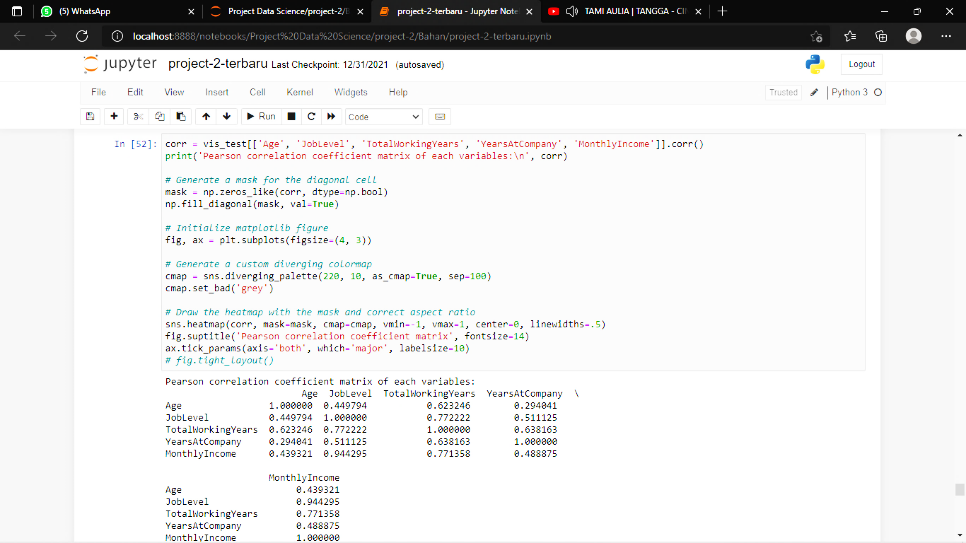 (5) WhatsApp
Project Data Science/project-2/
project-2-terbaru - Jupyter Note
TAMI AULIA | TANGGA - CI
localhost:8888/notebooks/Project%20Data%20Science/project-2/Bahan/project-2-terbaru.ipynb
jupyter project-2-terbaru Last Checkpoint: 12/31/2021 (autosaved)
Logout
File Edit View Insert Cell Kernel Widgets Help
Trusted Python 3
Run Code
In [52]: corr = vis_test[['Age', 'JobLevel', 'TotalWorkingYears', 'YearsAtCompany', 'MonthlyIncome']].corr()
print('Pearson correlation coefficient matrix of each variables:\n', corr)
# Generate a mask for the diagonal cell
mask = np.zeros_like(corr, dtype=np.bool)
np.fill_diagonal(mask, val=True)
# Initialize matplotlib figure
fig, ax = plt.subplots(figsize=(4, 3))
# Generate a custom diverging colormap
cmap = sns.diverging_palette(220, 10, as_cmap=True, sep=100)
cmap.set_bad('grey')
# Draw the heatmap with the mask and correct aspect ratio
sns.heatmap(corr, mask=mask, cmap=cmap, vmin=-1, vmax=1, center=0, linewidths=.5)
fig.suptitle('Pearson correlation coefficient matrix', fontsize=14)
ax.tick_params(axis='both', which='major', labelsize=10)
# fig.tight_layout()
Pearson correlation coefficient matrix of each variables:
Age JobLevel TotalWorkingYears YearsAtCompany \
Age 1.000000 0.449794 0.623246 0.294041
JobLevel 0.449794 1.000000 0.772222 0.511125
TotalWorkingYears 0.623246 0.772222 1.000000 0.638163
YearsAtCompany 0.294041 0.511125 0.638163 1.000000
MonthlyIncome 0.439321 0.944295 0.771358 0.488875
MonthlyIncome
Age 0.439321
JobLevel 0.944295
TotalWorkingYears 0.771358
YearsAtCompany 0.488875
MonthlyIncome 1.000000